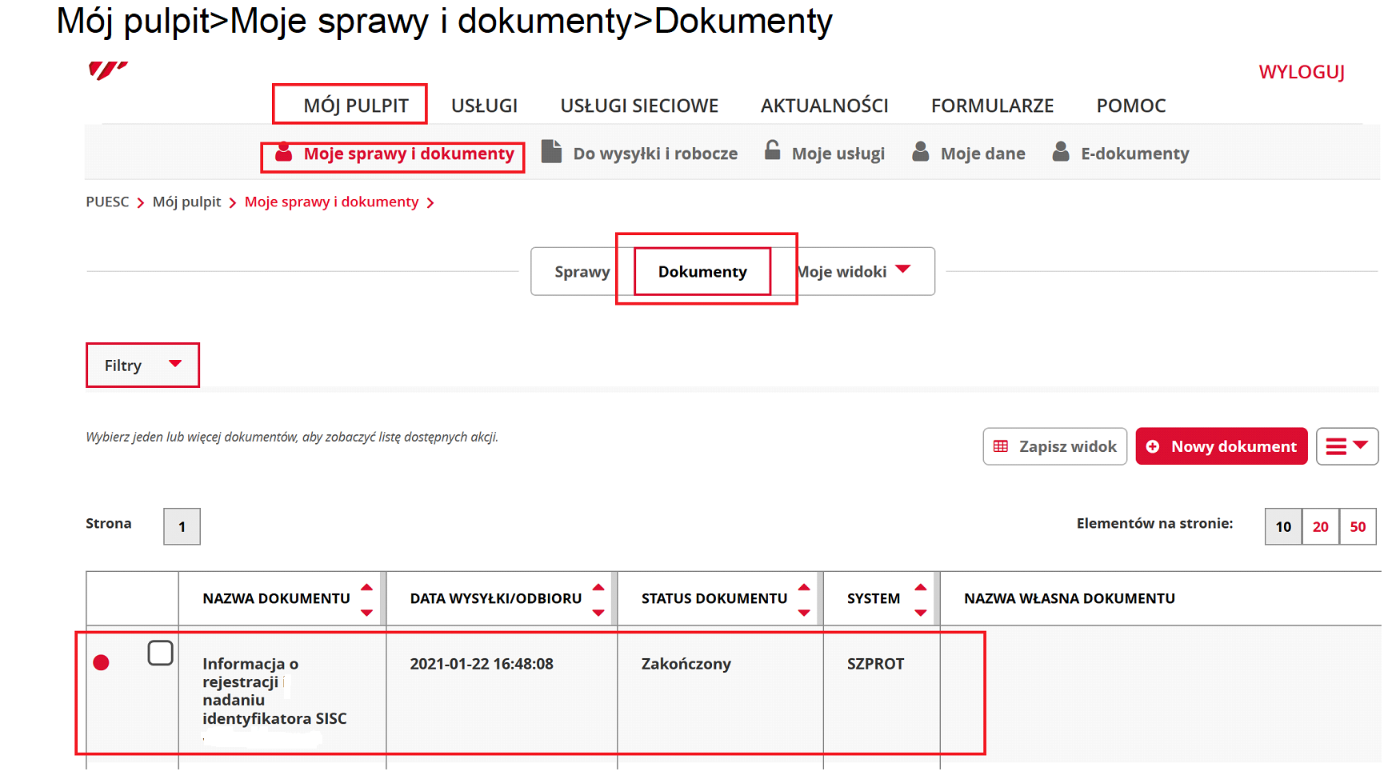 Mój pulpit>Moje sprawy i dokumenty>Dokumenty
WYLOGUJ
MÓJ PULPIT USŁUGI USŁUGI SIECIOWE AKTUALNOŚCI FORMULARZE POMOC
Moje sprawy i dokumenty Do wysyłki i robocze Moje usługi Moje dane E-dokumenty
PUESC > Mój pulpit > Moje sprawy i dokumenty >
Sprawy Dokumenty Moje widoki
Filtry
Wybierz jeden lub więcej dokumentów, aby zobaczyć listę dostępnych akcji.
Zapisz widok Nowy dokument
Strona 1 Elementów na stronie: 10 20 50
NAZWA DOKUMENTU DATA WYSYŁKI/ODBIORU STATUS DOKUMENTU SYSTEM NAZWA WŁASNA DOKUMENTU
Informacja o 2021-01-22 16:48:08 Zakończony SZPROT
rejestracji i
nadaniu
identyfikatora SISC